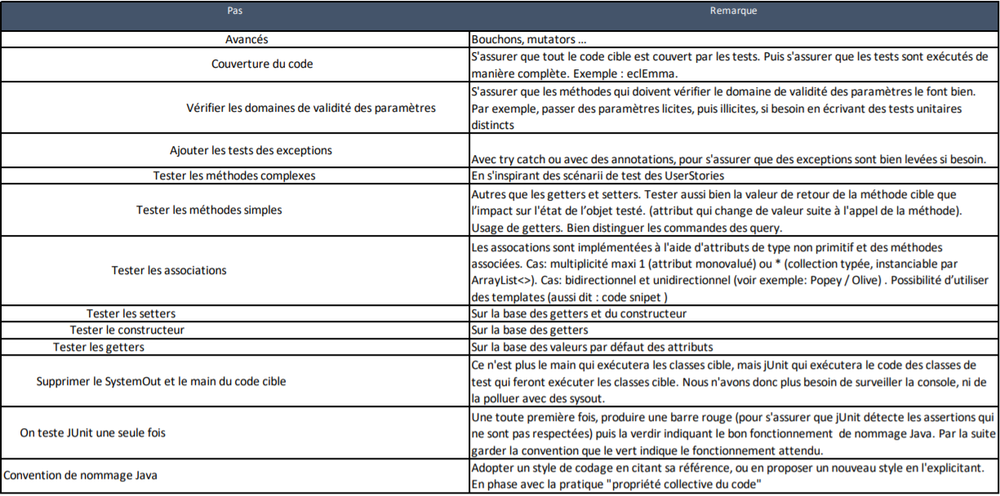 Pas
Remarque
Avancés
Bouchons, mutators ...
Couverture du code
S'assurer que tout le code cible est couvert par les tests. Puis s'assurer que les tests sont exécutés de
manière complète. Exemple : eclEmma.
Vérifier les domaines de validité des paramètres
S'assurer que les méthodes qui doivent vérifier le domaine de validité des paramètres le font bien.
Par exemple, passer des paramètres licites, puis illicites, si besoin en écrivant des tests unitaires
distincts
Ajouter les tests des exceptions
Avec try catch ou avec des annotations, pour s'assurer que des exceptions sont bien levées si besoin.
Tester les méthodes complexes
En s'inspirant des scénarii de test des UserStories
Tester les méthodes simples
Autres que les getters et setters. Tester aussi bien la valeur de retour de la méthode cible que
l’impact sur l'état de l’objet testé. (attribut qui change de valeur suite à l'appel de la méthode).
Usage de getters. Bien distinguer les commandes des query.
Tester les associations
Les assocations sont implémentées à l'aide d'attributs de type non primitif et des méthodes
associées. Cas: multiplicité maxi 1 (attribut monovalué) ou * (collection typée, instanciable par
ArrayList<>). Cas: bidirectionnel et unidirectionnel (voir exemple: Popey / Olive) . Possibilité d’utiliser
des templates (aussi dit : code snipet )
Tester les setters
Sur la base des getters et du constructeur
Tester le constructeur
Sur la base des getters
Tester les getters
Sur la base des valeurs par défaut des attributs
Supprimer le SystemOut et le main du code cible
Ce n'est plus le main qui exécutera les classes cible, mais jUnit qui exécutera le code des classes de
test qui feront exécuter les classes cible. Nous n'avons donc plus besoin de surveiller la console, ni de
la polluer avec des sysout.
On teste JUnit une seule fois
Une toute première fois, produire une barre rouge (pour s'assurer que jUnit détecte les assertions qui
ne sont pas respectées) puis la verdir indiquant le bon fonctionnement  de nommage Java. Par la suite
garder la convention que le vert indique le fonctionnement attendu.
Convention de nommage Java
Adopter un style de codage en citant sa référence, ou en proposer un nouveau style en l'explicitant.
En phase avec la pratique "propriété collective du code"